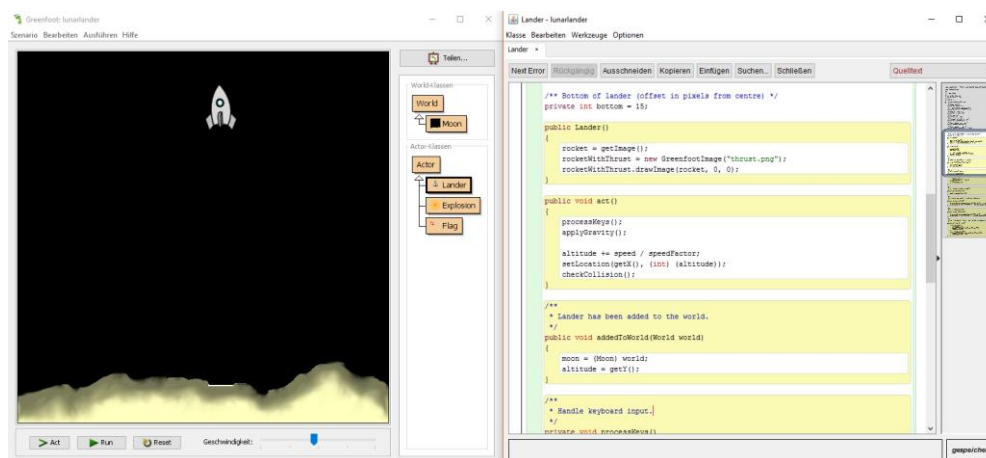 Greenfoot: lunarlander
Szenario Bearbeiten Ausführen Hilfe
Teilen...
World-Klassen
World
Moon
Actor-Klassen
Actor
Lander
Explosion
Flag
Act
Run
Reset
Geschwindigkeit:
Lander - lunarlander
Klasse Bearbeiten Werkzeuge Optionen
Lander ×
Next Error Rückgängig Ausschneiden Kopieren Einfügen Suchen... Schließen Quelltext
/** Bottom of lander (offset in pixels from centre) */
private int bottom = 15;
public Lander()
{
rocket = getImage();
rocketWithThrust = new GreenfootImage("thrust.png");
rocketWithThrust.drawImage(rocket, 0, 0);
}
public void act()
{
processKeys();
applyGravity();
altitude += speed / speedFactor;
setLocation(getX(), (int) (altitude));
checkCollision();
}
/**
* Lander has been added to the world.
*/
public void addedToWorld(World world)
{
moon = (Moon) world;
altitude = getY();
}
/**
* Handle keyboard input.
*/
private void processKeys()